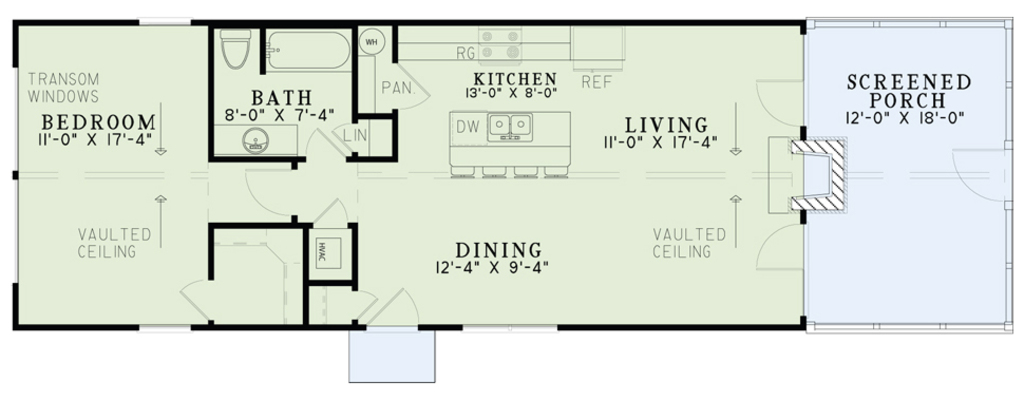 TRANSOM
WINDOWS
BEDROOM
11'-0" X 17'-4"
VAULTED
CEILING
BATH
8'-0" X 7'-4"
LIN
WH
PAN.
HVAC
RG
KITCHEN
13'-0" X 8'-0"
REF
DW
LIVING
11'-0" X 17'-4"
DINING
12'-4" X 9'-4"
VAULTED
CEILING
SCREENED
PORCH
12'-0" X 18'-0"